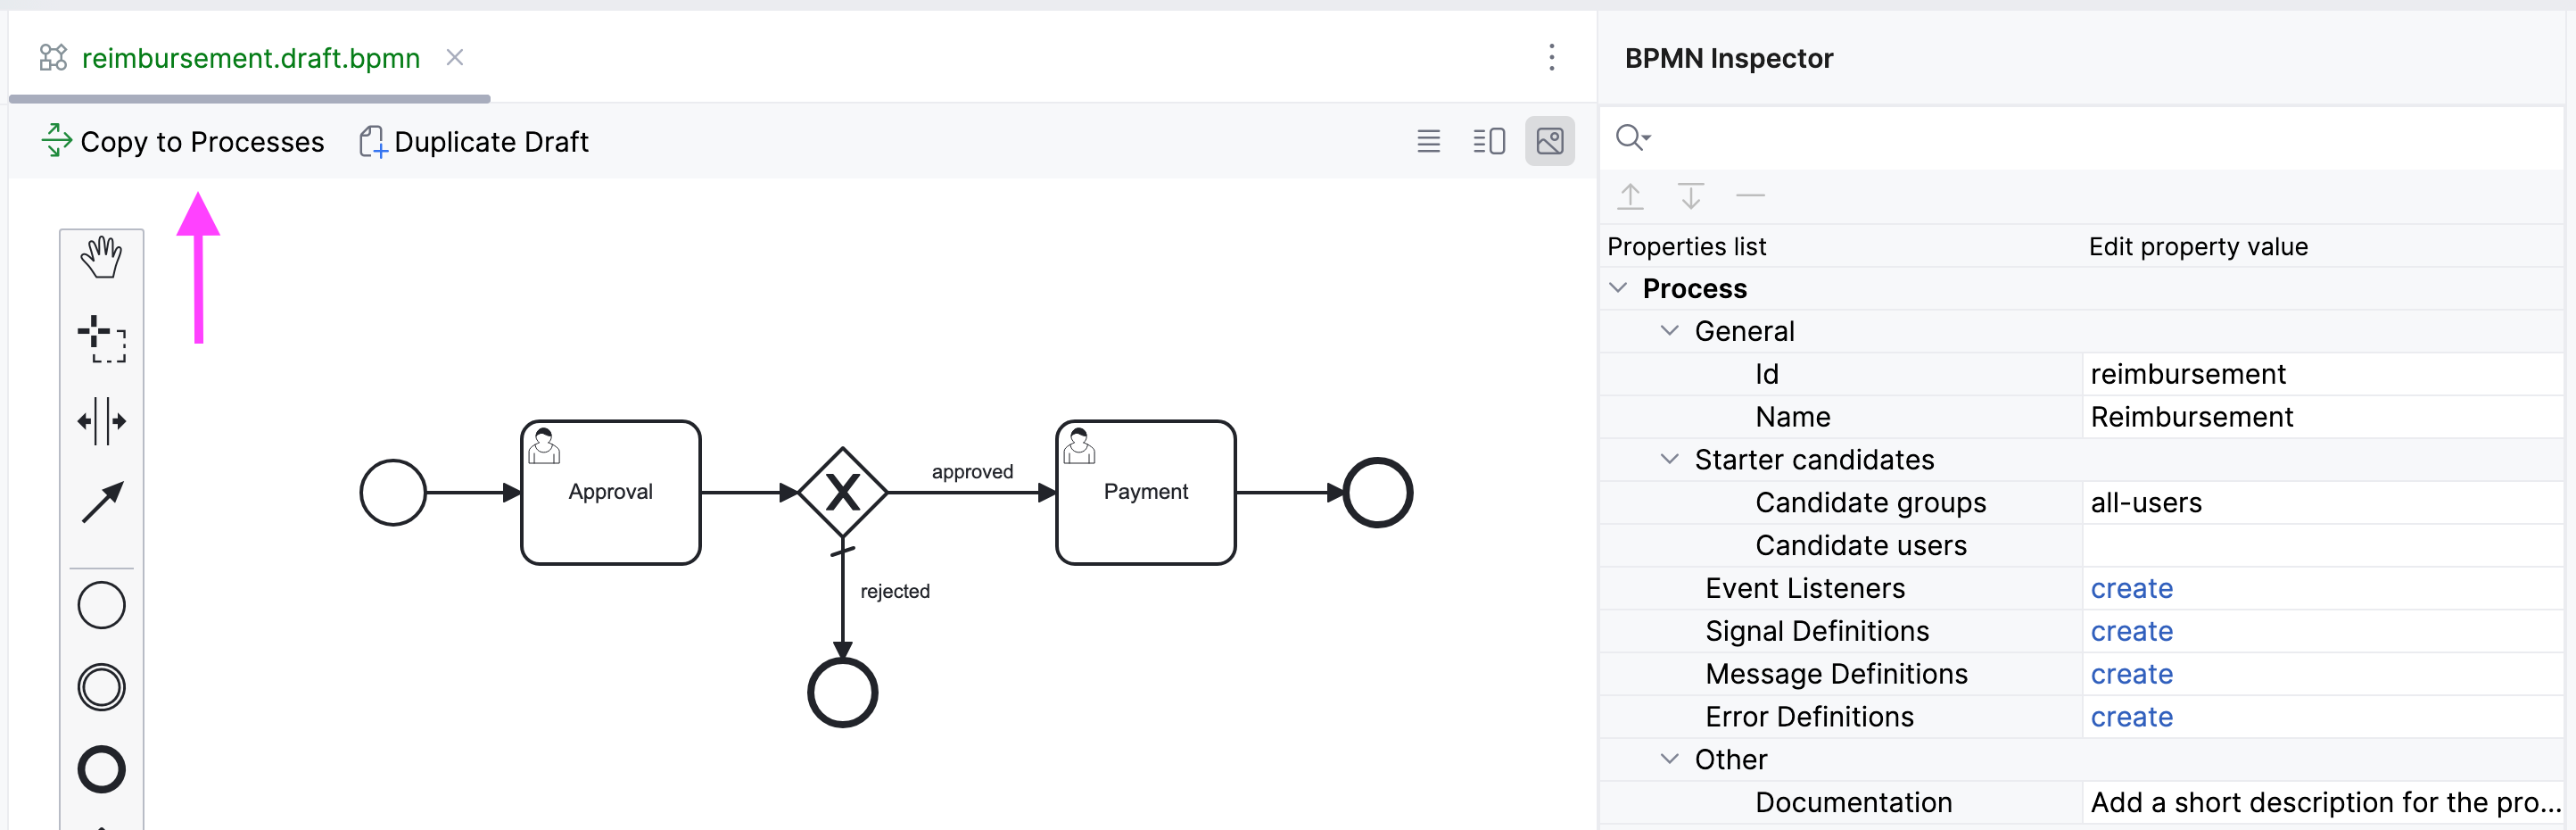 reimbursement.draft.bpmn
Copy to Processes Duplicate Draft
Approval
X
approved
Payment
rejected
BPMN Inspector
Properties list Edit property value
Process
General
Id reimbursement
Name Reimbursement
Starter candidates
Candidate groups all-users
Candidate users
Event Listeners create
Signal Definitions create
Message Definitions create
Error Definitions create
Other
Documentation Add a short description for the pro...